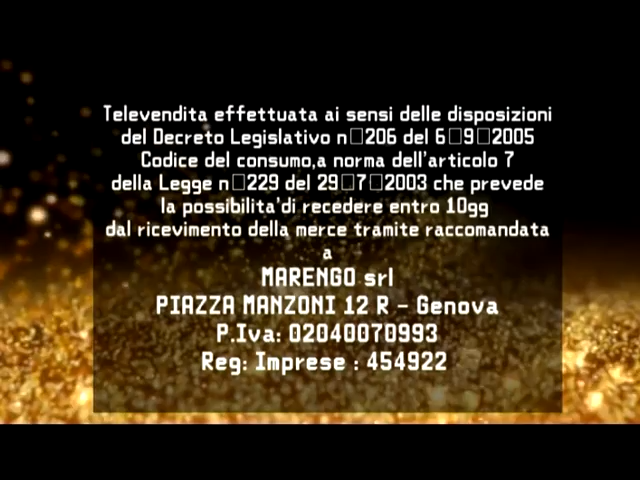 Televendita effettuata ai sensi delle disposizioni
del Decreto Legislativo n□206 del 6□9□2005
Codice del consumo,a norma dell'articolo 7
della Legge n□229 del 29□7□2003 che prevede
la possibilita'di recedere entro 10gg
dal ricevimento della merce tramite raccomandata
a
MARENGO srl
PIAZZA MANZONI 12 R - Genova
P.Iva: 02040070993
Reg: Imprese : 454922